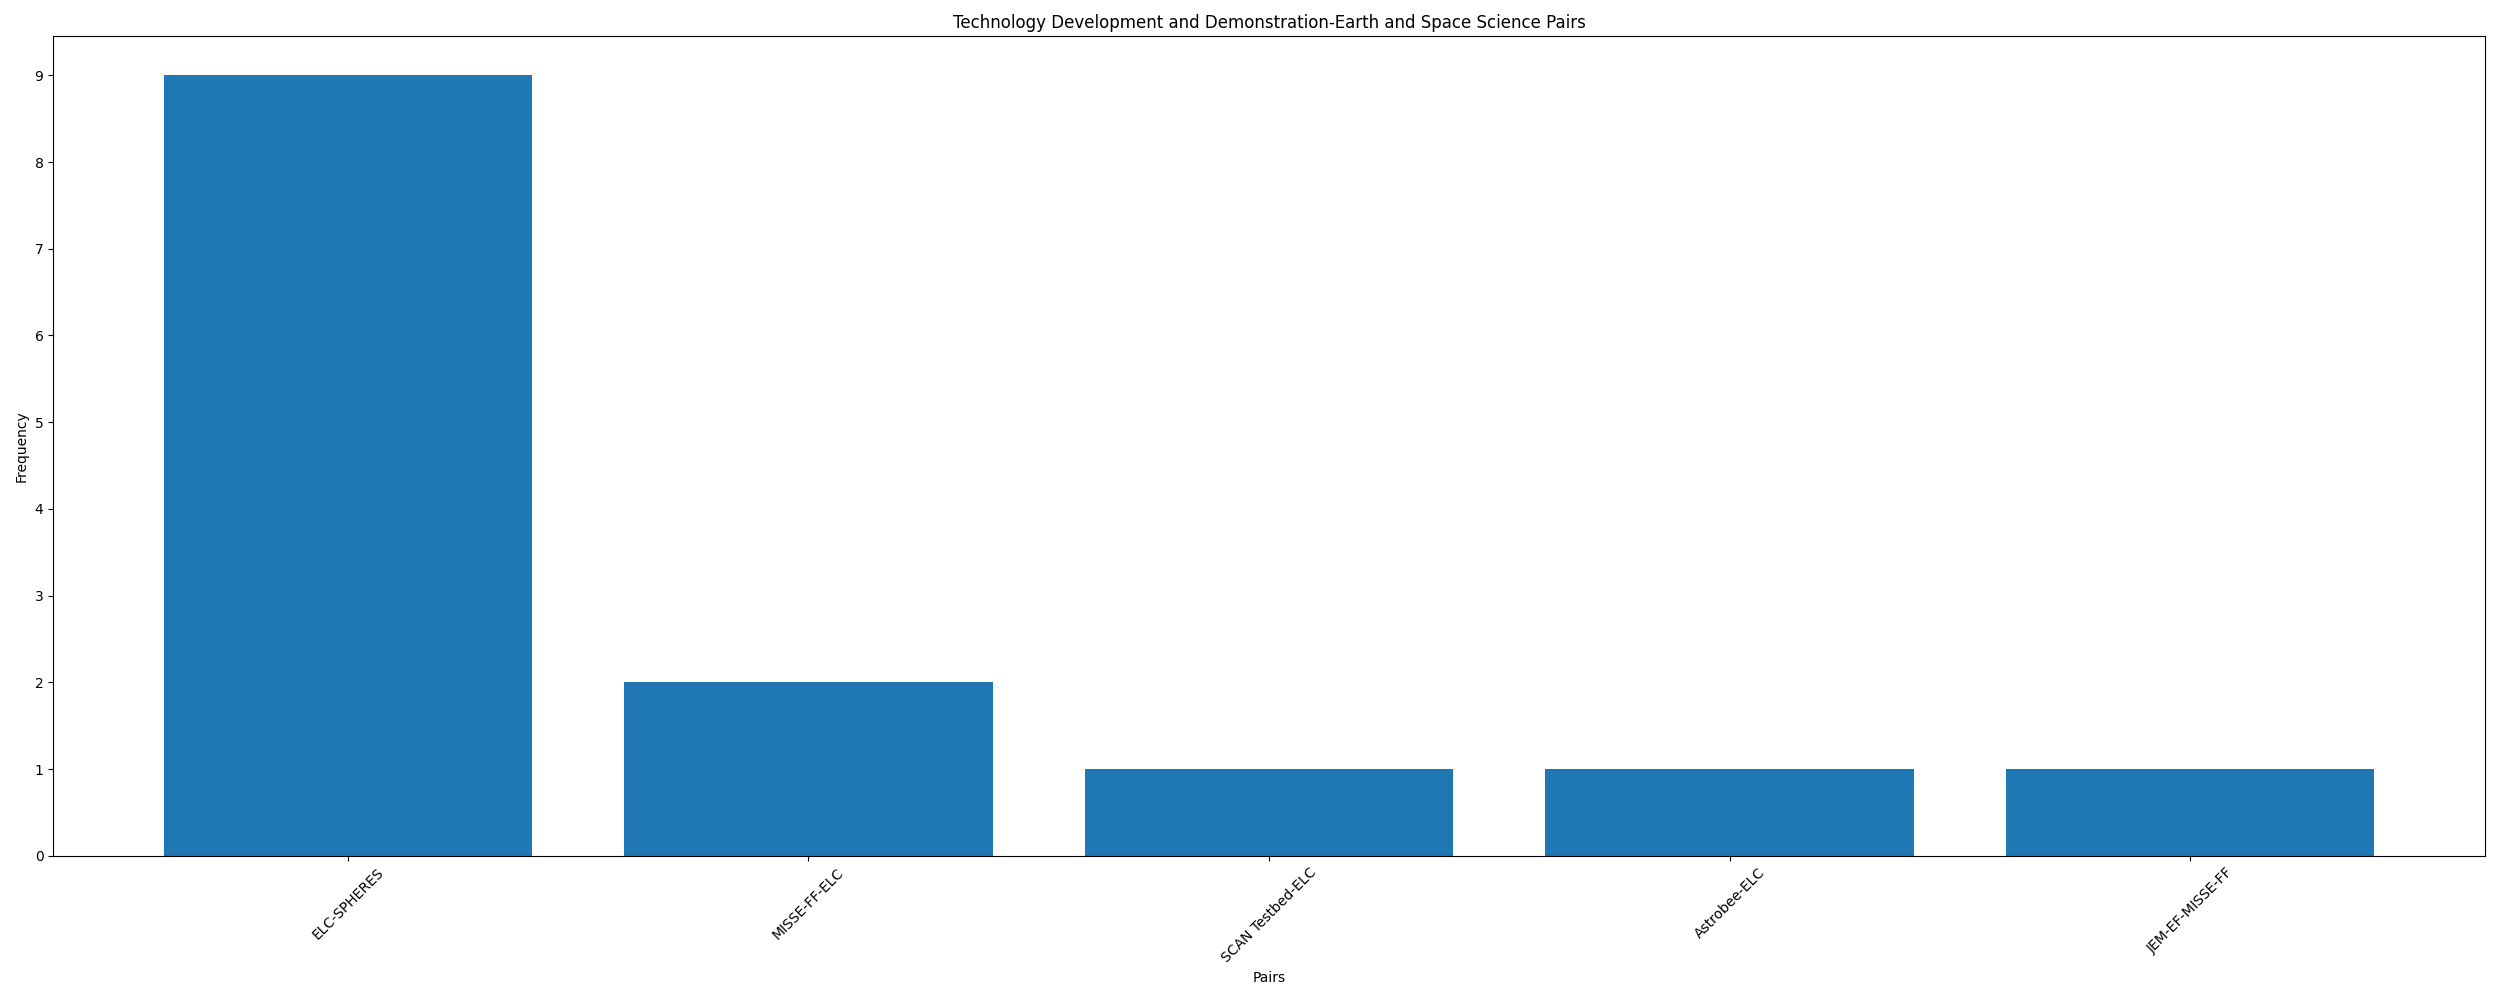 Technology Development and Demonstration-Earth and Space Science Pairs
9
8
7
6
5
4
3
2
1
0
Frequency
ELC-SPHERES
MISSE-FF-ELC
SCAN Testbed-ELC
Astrobee-ELC
JEM-EF-MISSE-FF
Pairs